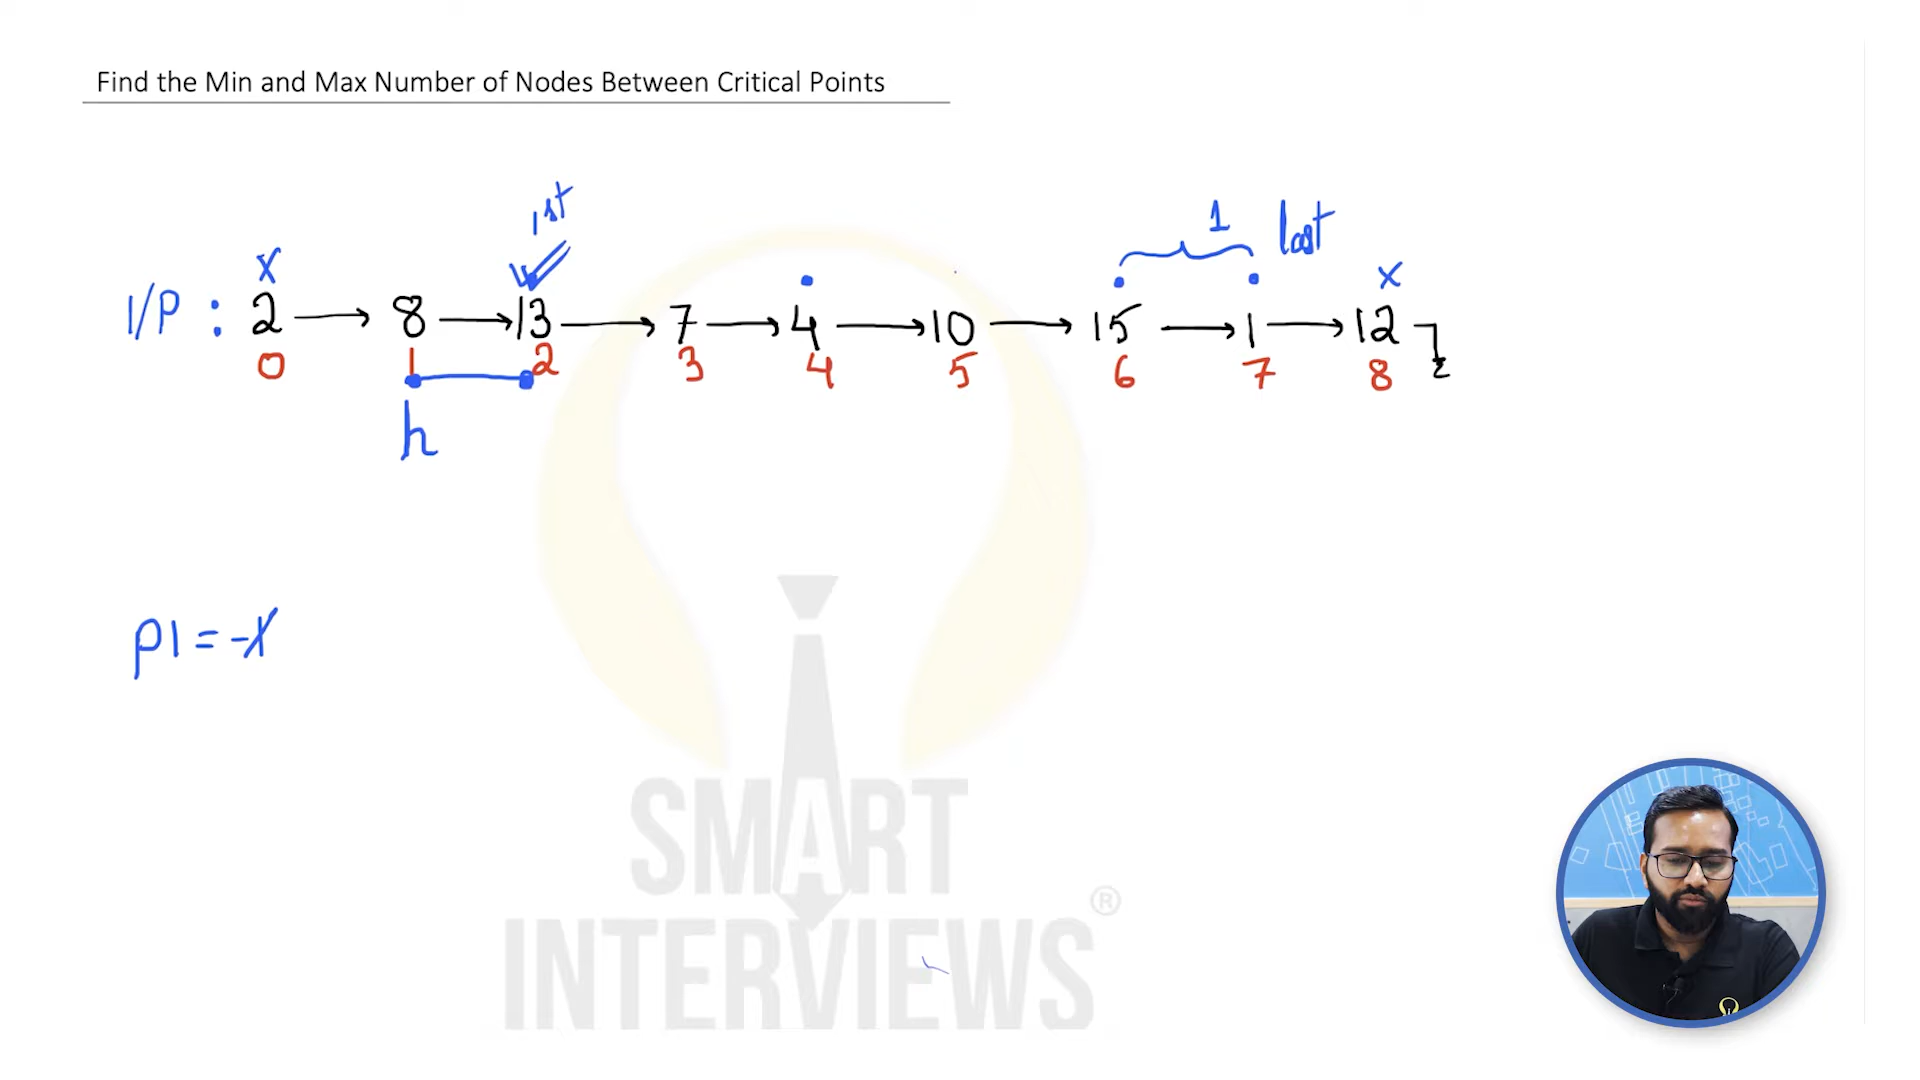 Find the Min and Max Number of Nodes Between Critical Points
1st
1 last
x x
I/P : 2 → 8 → 13 → 7 → 4 → 10 → 15 → 1 → 12
0 1 2 3 4 5 6 7 8
h
p1 = -1
SMART
INTERVIEWS ®